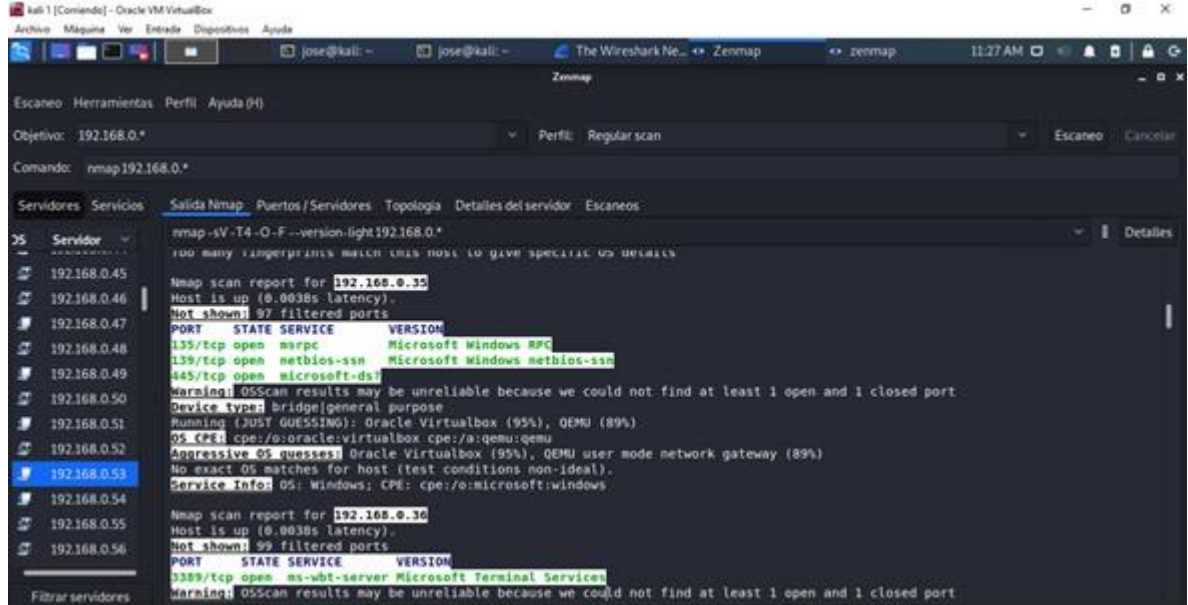 kali 1 [Corriendo] - Oracle VM VirtualBox
Archivo Máquina Ver Entrada Dispositivos Ayuda
jose@kali: ~ jose@kali: ~ The Wireshark Ne... Zenmap zenmap 11:27 AM
Zenmap
Escaneo Herramientas Perfil Ayuda (H)
Objetivo: 192.168.0.* Perfil: Regular scan Escaneo Cancelar
Comando: nmap 192.168.0.*
Servidores Servicios Salida Nmap Puertos / Servidores Topología Detalles del servidor Escaneos
OS Servidor
nmap -sV -T4 -O -F --version-light 192.168.0.* Detalles
192.168.0.45
192.168.0.46
192.168.0.47
192.168.0.48
192.168.0.49
192.168.0.50
192.168.0.51
192.168.0.52
192.168.0.53
192.168.0.54
192.168.0.55
192.168.0.56
Filtrar servidores
Too many fingerprints match this host to give specific OS details
Nmap scan report for 192.168.0.35
Host is up (0.0038s latency).
Not shown: 97 filtered ports
PORT STATE SERVICE VERSION
135/tcp open msrpc Microsoft Windows RPC
139/tcp open netbios-ssn Microsoft Windows netbios-ssn
445/tcp open microsoft-ds?
Warning: OSScan results may be unreliable because we could not find at least 1 open and 1 closed port
Device type: bridge|general purpose
Running (JUST GUESSING): Oracle Virtualbox (95%), QEMU (89%)
OS CPE: cpe:/o:oracle:virtualbox cpe:/a:qemu:qemu
Aggressive OS guesses: Oracle Virtualbox (95%), QEMU user mode network gateway (89%)
No exact OS matches for host (test conditions non-ideal).
Service Info: OS: Windows; CPE: cpe:/o:microsoft:windows
Nmap scan report for 192.168.0.36
Host is up (0.0038s latency).
Not shown: 99 filtered ports
PORT STATE SERVICE VERSION
3389/tcp open ms-wbt-server Microsoft Terminal Services
Warning: OSScan results may be unreliable because we could not find at least 1 open and 1 closed port